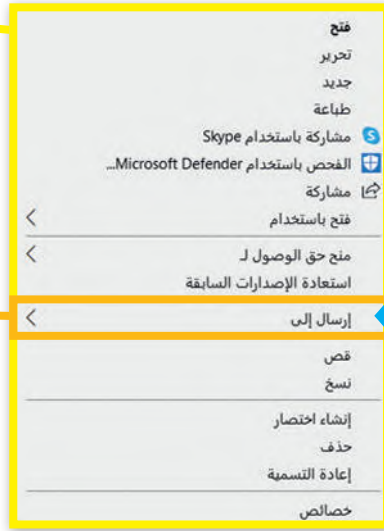 فتح
تحرير
جديد
طباعة
مشاركة باستخدام Skype
الفحص باستخدام Microsoft Defender...
مشاركة
فتح باستخدام
منح حق الوصول لـ
استعادة الإصدارات السابقة
إرسال إلى
قص
نسخ
إنشاء اختصار
حذف
إعادة التسمية
خصائص